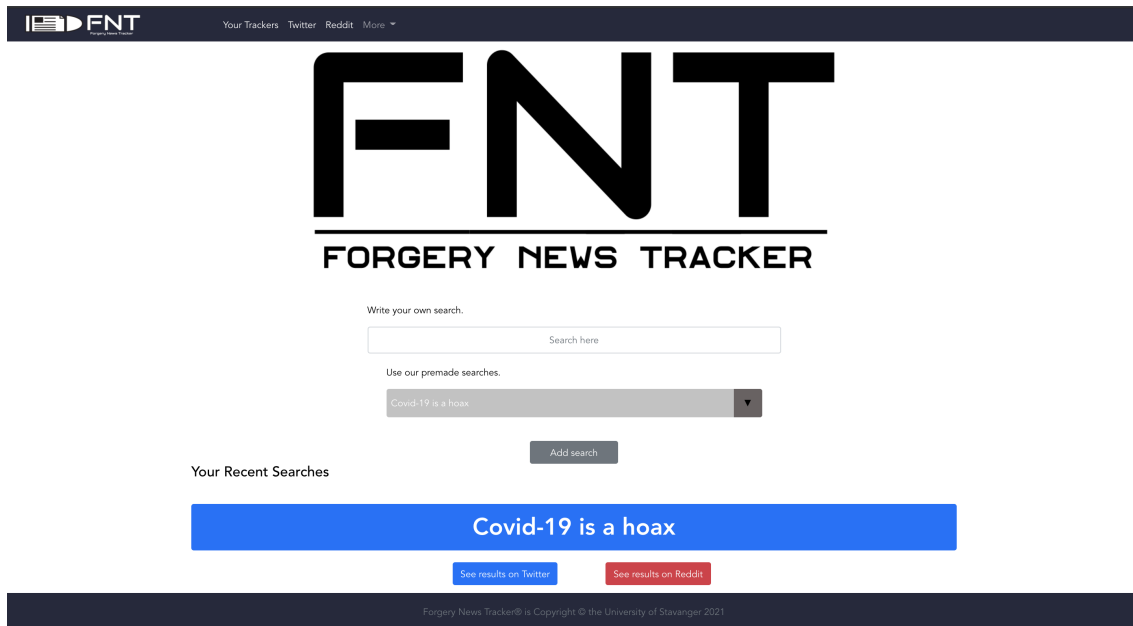 FNT
Forgery News Tracker
Your Trackers Twitter Reddit More
FNT
FORGERY NEWS TRACKER
Write your own search.
Search here
Use our premade searches.
Covid-19 is a hoax
Add search
Your Recent Searches
Covid-19 is a hoax
See results on Twitter See results on Reddit
Forgery News Tracker® is Copyright © the University of Stavanger 2021